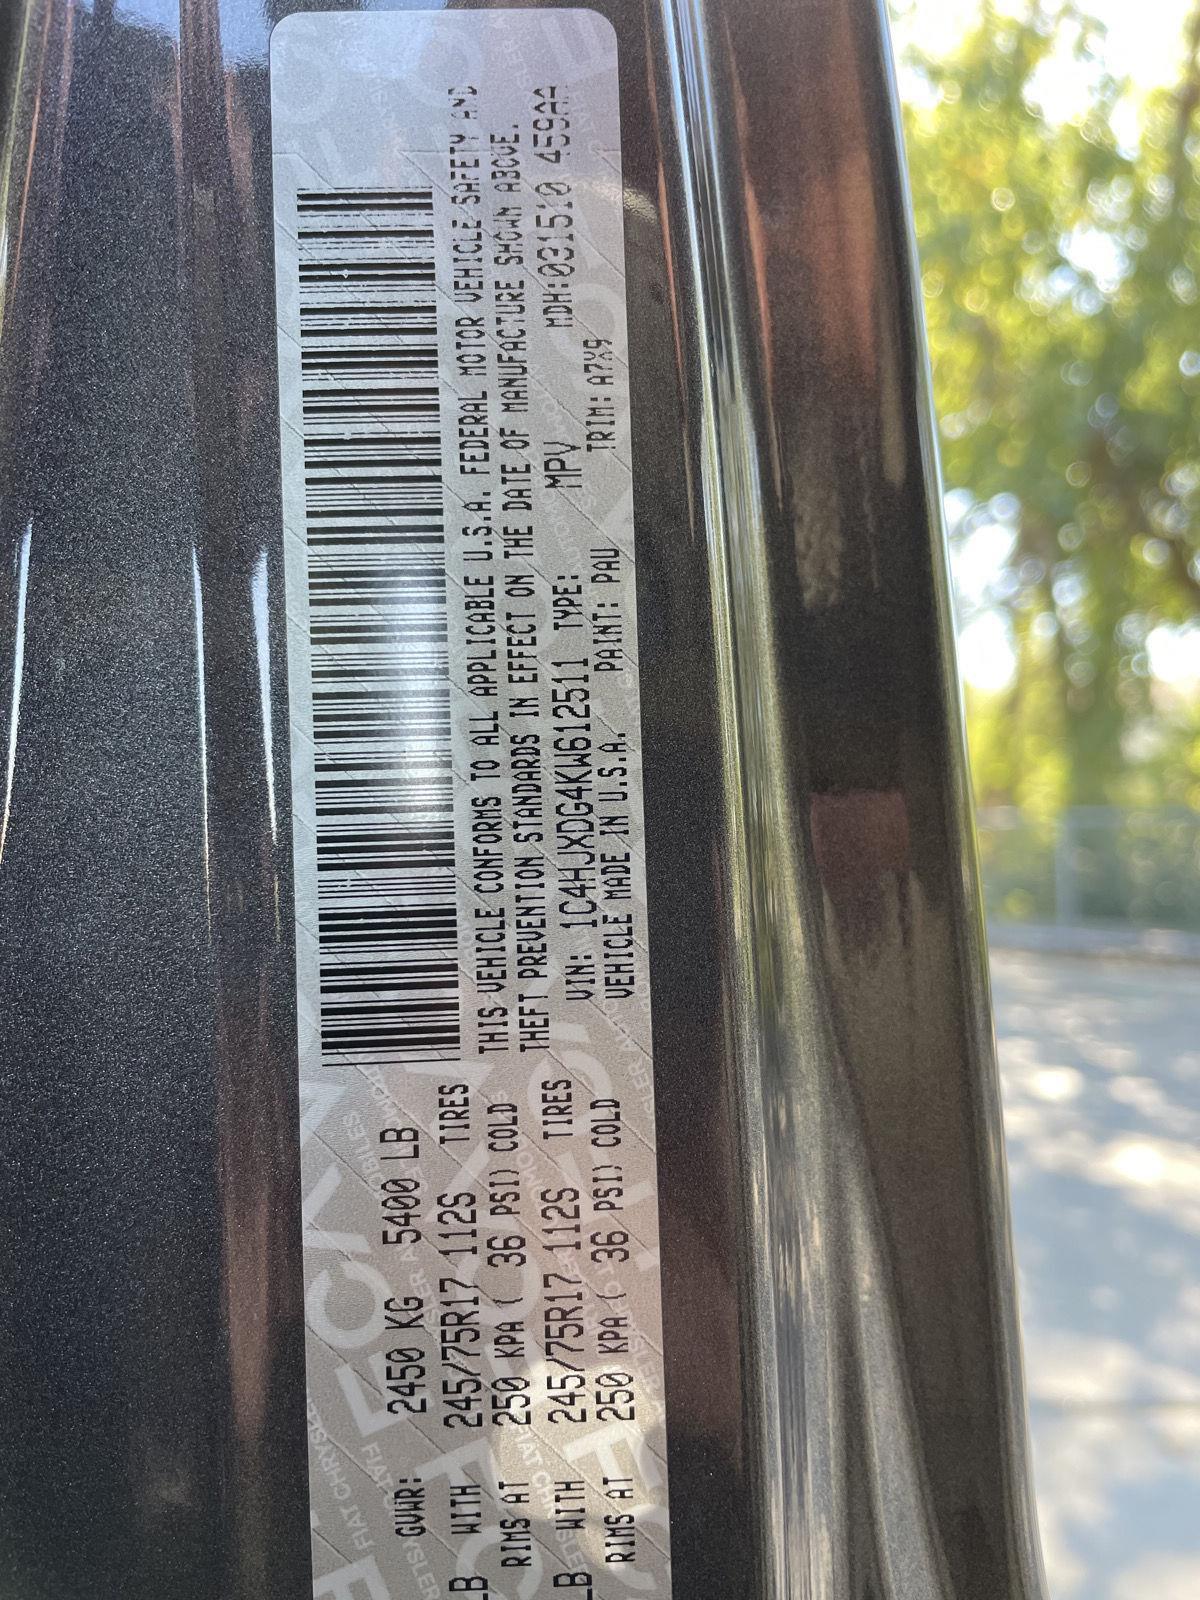 GVWR: 2450 KG 5400 LB
LB WITH 245/75R17 112S TIRES
RIMS AT 250 KPA ( 36 PSI) COLD
LB WITH 245/75R17 112S TIRES
RIMS AT 250 KPA ( 36 PSI) COLD
THIS VEHICLE CONFORMS TO ALL APPLICABLE U.S.A. FEDERAL MOTOR VEHICLE SAFETY AND
THEFT PREVENTION STANDARDS IN EFFECT ON THE DATE OF MANUFACTURE SHOWN ABOVE.
VIN: 1C4HJXDG4KW612511 TYPE: MPV MDH:031510 459AA
VEHICLE MADE IN U.S.A. PAINT: PAU TRIM: A7X9